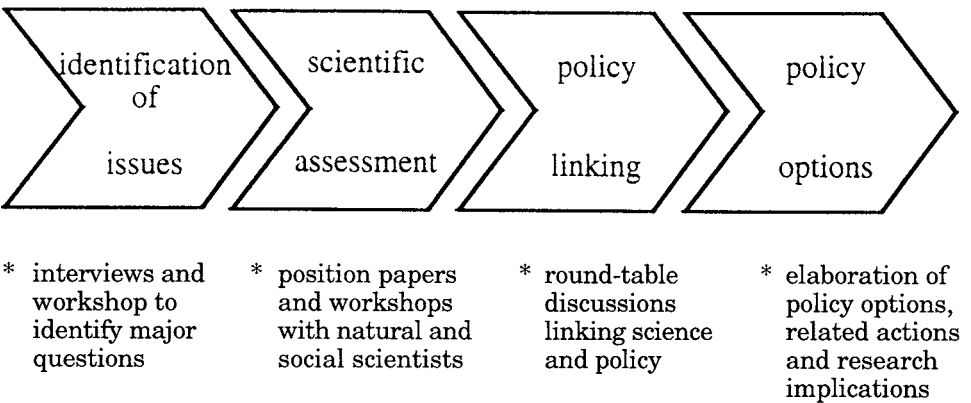 identification
of
issues
scientific
assessment
policy
linking
policy
options
* interviews and
workshop to
identify major
questions
* position papers
and workshops
with natural and
social scientists
* round-table
discussions
linking science
and policy
* elaboration of
policy options,
related actions
and research
implications